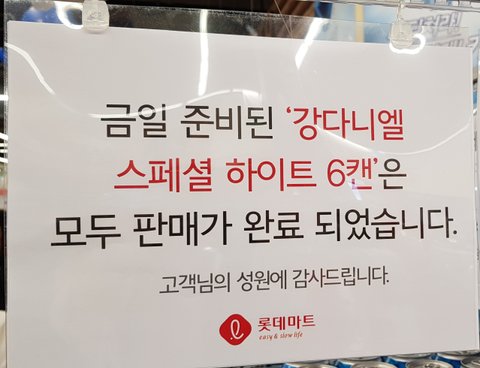 금일 준비된 '강다니엘
스페셜 하이트 6캔'은
모두 판매가 완료 되었습니다.
고객님의 성원에 감사드립니다.
롯데마트
easy & slow life